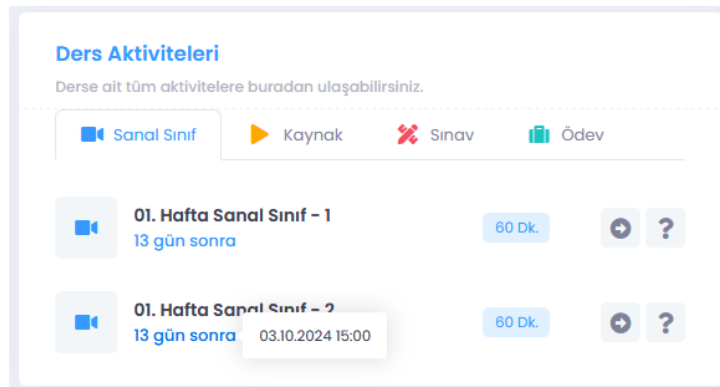 Ders Aktiviteleri
Derse ait tüm aktivitelere buradan ulaşabilirsiniz.
Sanal Sınıf Kaynak Sınav Ödev
01. Hafta Sanal Sınıf - 1
13 gün sonra
60 Dk.
?
01. Hafta Sanal Sınıf - 2
13 gün sonra
03.10.2024 15:00
60 Dk.
?